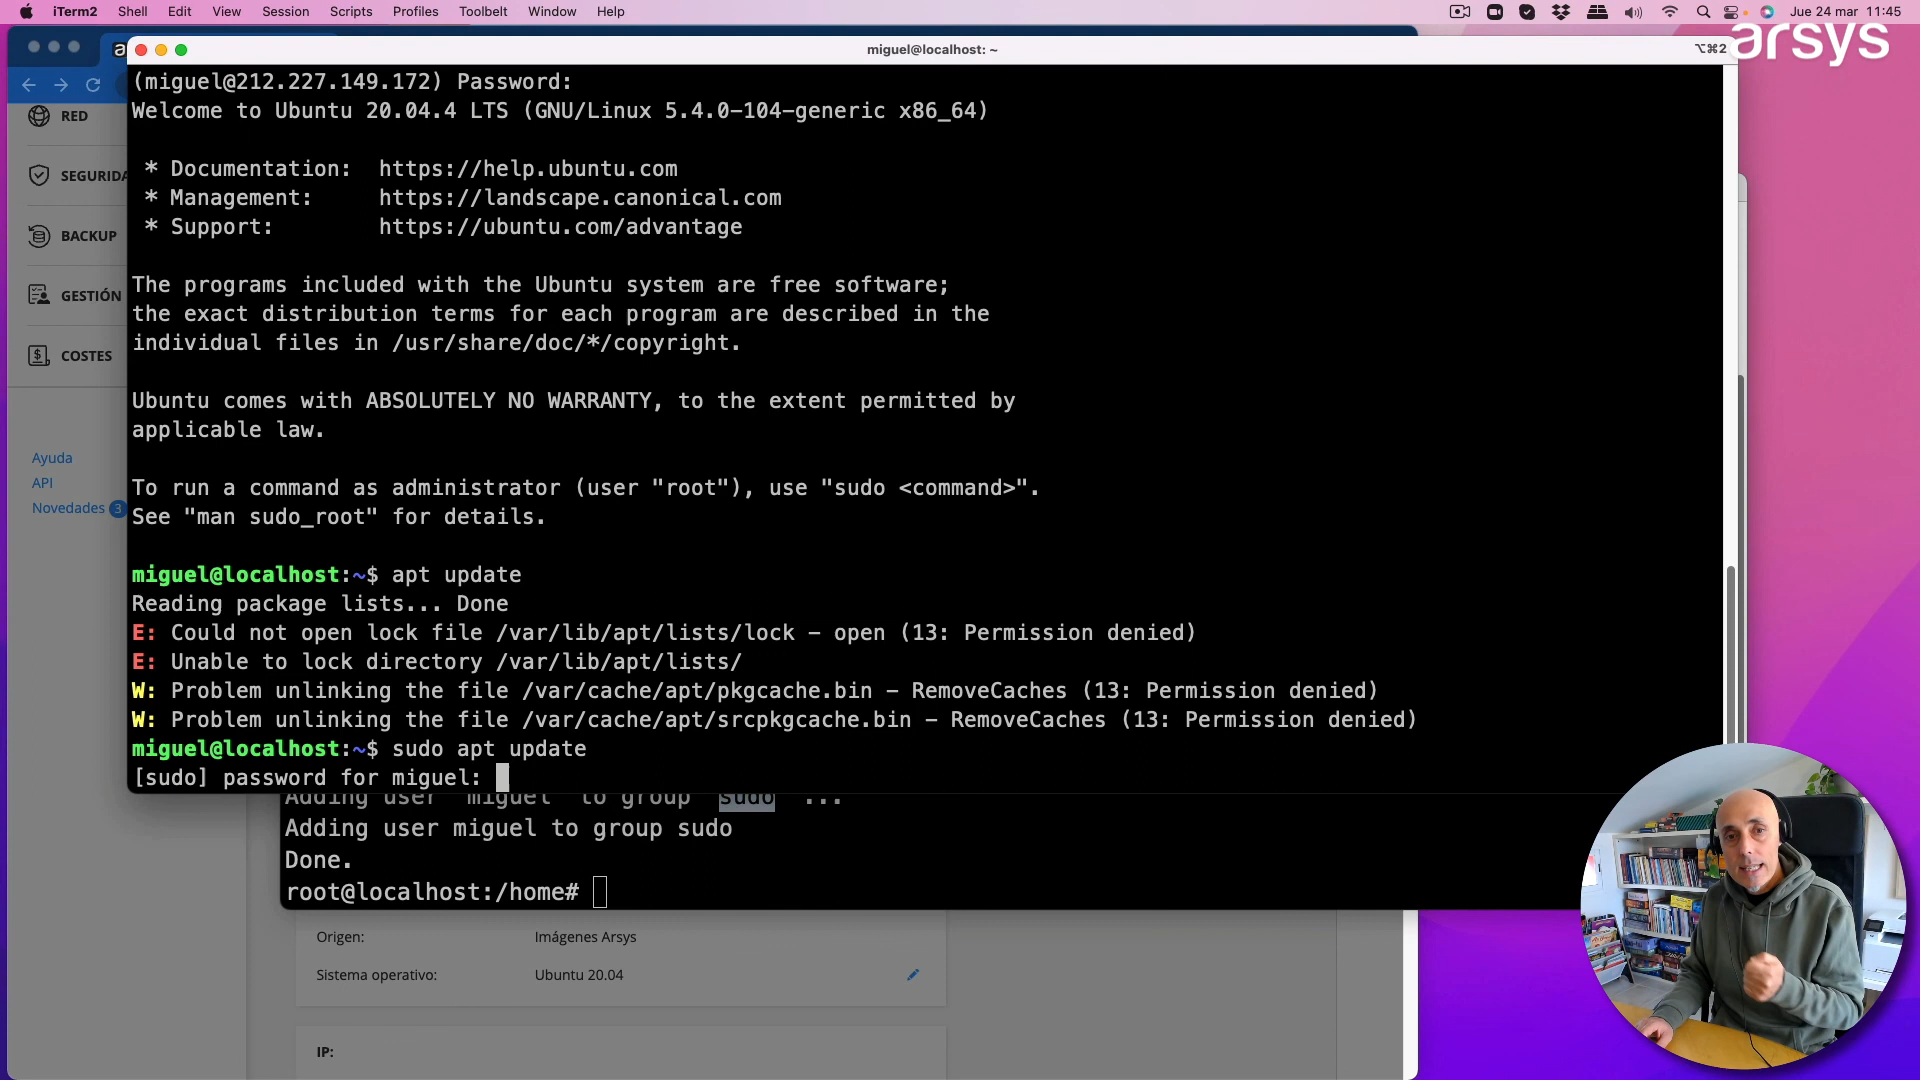 iTerm2 Shell Edit View Session Scripts Profiles Toolbelt Window Help
Jue 24 mar 11:45
arsys
miguel@localhost: ~
⌥⌘2
RED
SEGURIDA
BACKUP
GESTIÓN
COSTES
Ayuda
API
Novedades 3
(miguel@212.227.149.172) Password:
Welcome to Ubuntu 20.04.4 LTS (GNU/Linux 5.4.0-104-generic x86_64)
* Documentation: https://help.ubuntu.com
* Management: https://landscape.canonical.com
* Support: https://ubuntu.com/advantage
The programs included with the Ubuntu system are free software;
the exact distribution terms for each program are described in the
individual files in /usr/share/doc/*/copyright.
Ubuntu comes with ABSOLUTELY NO WARRANTY, to the extent permitted by
applicable law.
To run a command as administrator (user "root"), use "sudo <command>".
See "man sudo_root" for details.
miguel@localhost:~$ apt update
Reading package lists... Done
E: Could not open lock file /var/lib/apt/lists/lock - open (13: Permission denied)
E: Unable to lock directory /var/lib/apt/lists/
W: Problem unlinking the file /var/cache/apt/pkgcache.bin - RemoveCaches (13: Permission denied)
W: Problem unlinking the file /var/cache/apt/srcpkgcache.bin - RemoveCaches (13: Permission denied)
miguel@localhost:~$ sudo apt update
[sudo] password for miguel:
Adding user `miguel' to group `sudo' ...
Adding user miguel to group sudo
Done.
root@localhost:/home#
Origen: Imágenes Arsys
Sistema operativo: Ubuntu 20.04
IP: